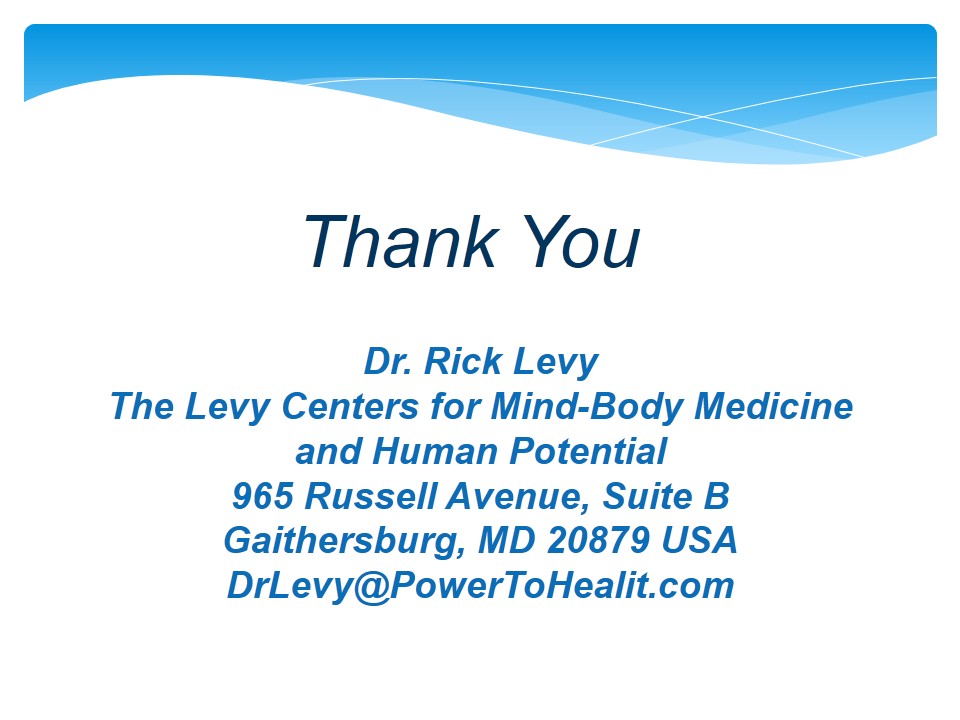 Thank You
Dr. Rick Levy
The Levy Centers for Mind-Body Medicine
and Human Potential
965 Russell Avenue, Suite B
Gaithersburg, MD 20879 USA
DrLevy@PowerToHealit.com